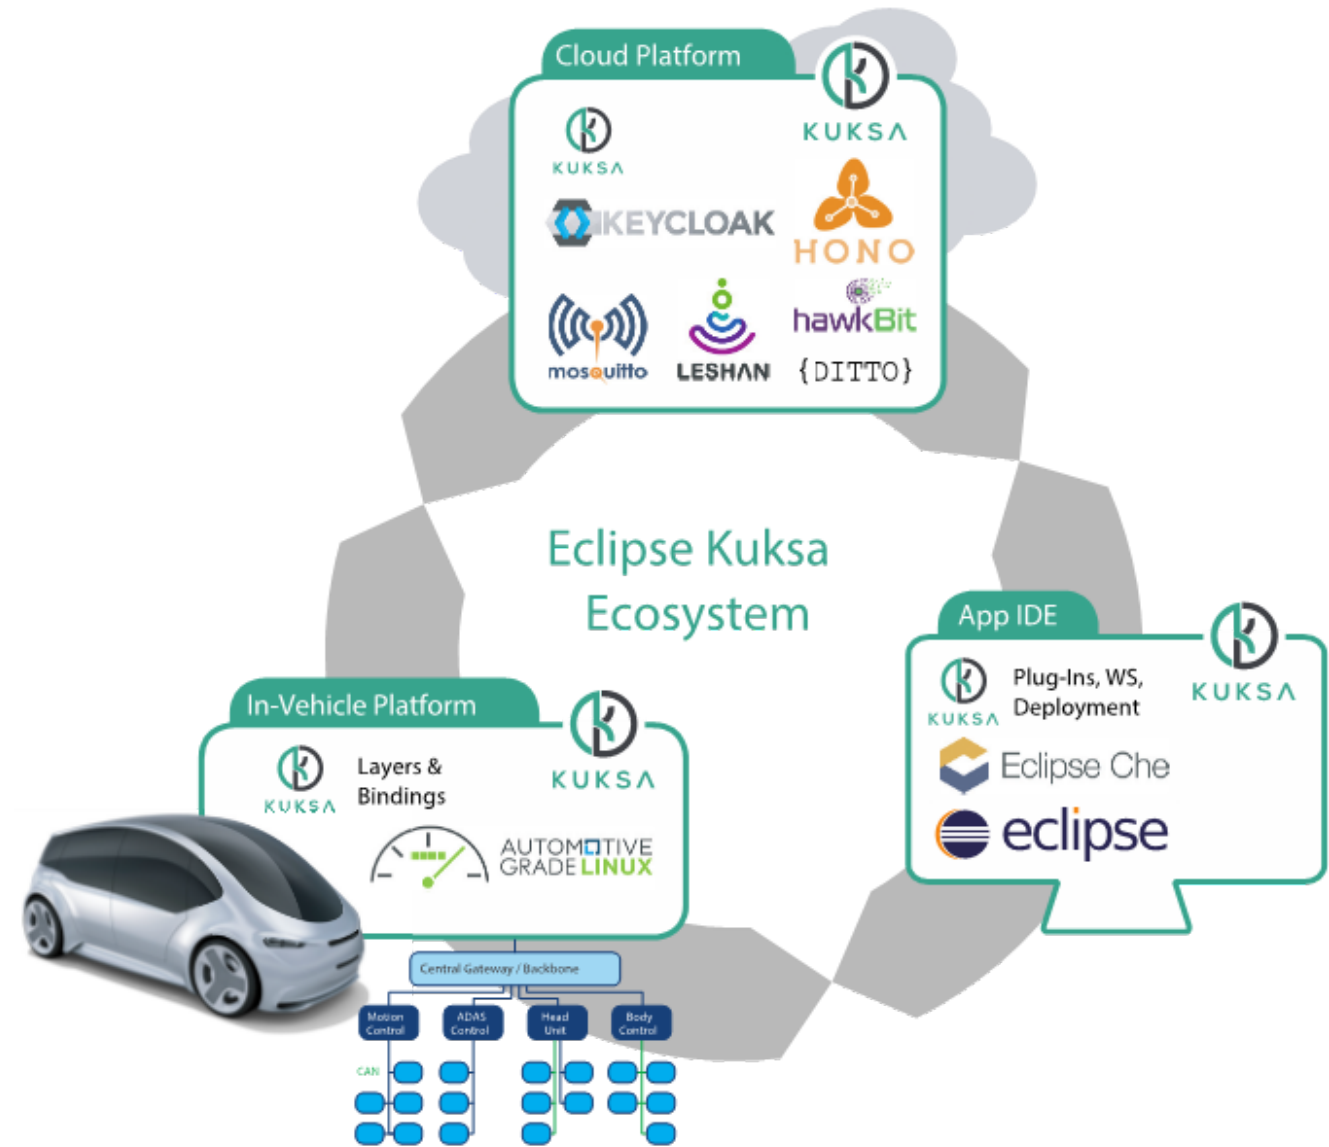 Cloud Platform
KUKSA
KUKSA
KEYCLOAK
HONO
mosquitto
LESHAN
hawkBit
{DITTO}
Eclipse Kuksa
Ecosystem
App IDE
KUKSA
KUKSA
Plug-Ins, WS,
Deployment
Eclipse Che
eclipse
In-Vehicle Platform
KUKSA
KUKSA
Layers &
Bindings
AUTOMOTIVE
GRADE LINUX
Central Gateway / Backbone
Motion
Control
ADAS
Control
Head
Unit
Body
Control
CAN